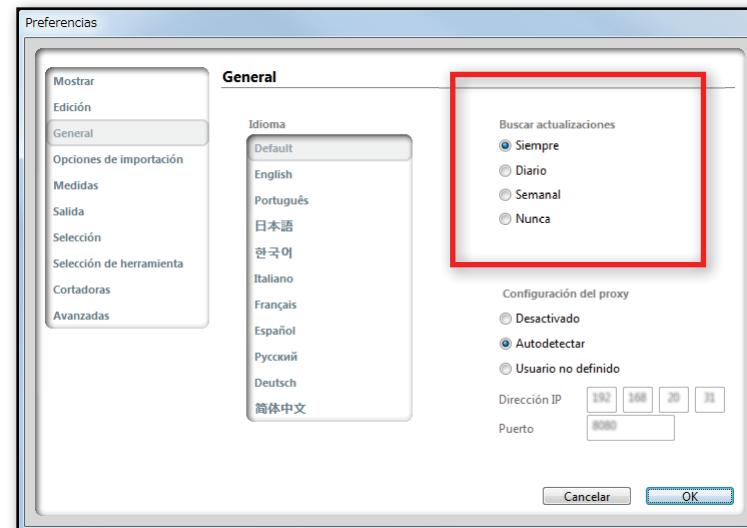 Preferencias
Mostrar
Edición
General
Opciones de importación
Medidas
Salida
Selección
Selección de herramienta
Cortadoras
Avanzadas
General
Idioma
Default
English
Português
日本語
한국어
Italiano
Français
Español
Русский
Deutsch
简体中文
Buscar actualizaciones
Siempre
Diario
Semanal
Nunca
Configuración del proxy
Desactivado
Autodetectar
Usuario no definido
Dirección IP 192 168 20 31
Puerto 8080
Cancelar OK